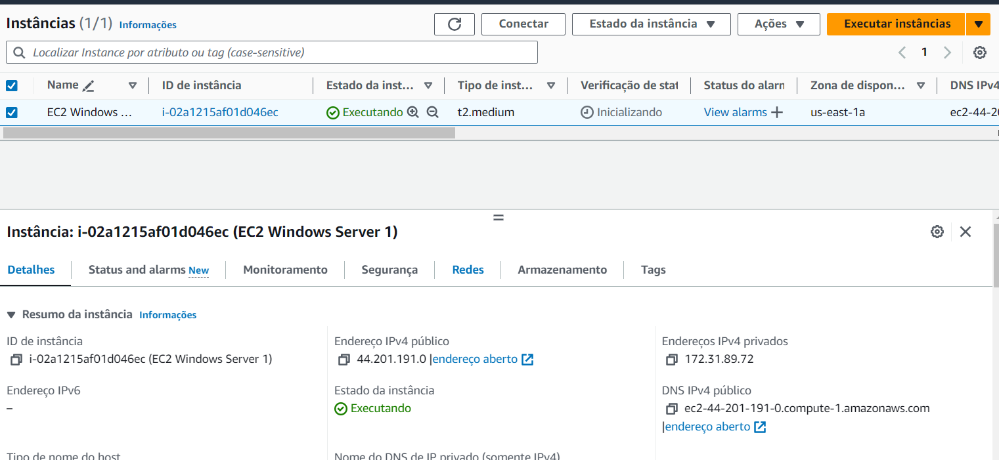 Instâncias (1/1) Informações
Conectar Estado da instância Ações Executar instâncias
Localizar Instance por atributo ou tag (case-sensitive)
1
Name ID de instância Estado da inst... Tipo de inst... Verificação de stat Status do alarm Zona de dispon... DNS IPv4
EC2 Windows ... i-02a1215af01d046ec Executando t2.medium Inicializando View alarms + us-east-1a ec2-44-20
Instância: i-02a1215af01d046ec (EC2 Windows Server 1)
Detalhes Status and alarms New Monitoramento Segurança Redes Armazenamento Tags
Resumo da instância Informações
ID de instância Endereço IPv4 público Endereços IPv4 privados
i-02a1215af01d046ec (EC2 Windows Server 1) 44.201.191.0 |endereço aberto 172.31.89.72
Endereço IPv6 Estado da instância DNS IPv4 público
– Executando ec2-44-201-191-0.compute-1.amazonaws.com
|endereço aberto
Tipo de nome do host Nome do DNS de IP privado (somente IPv4)